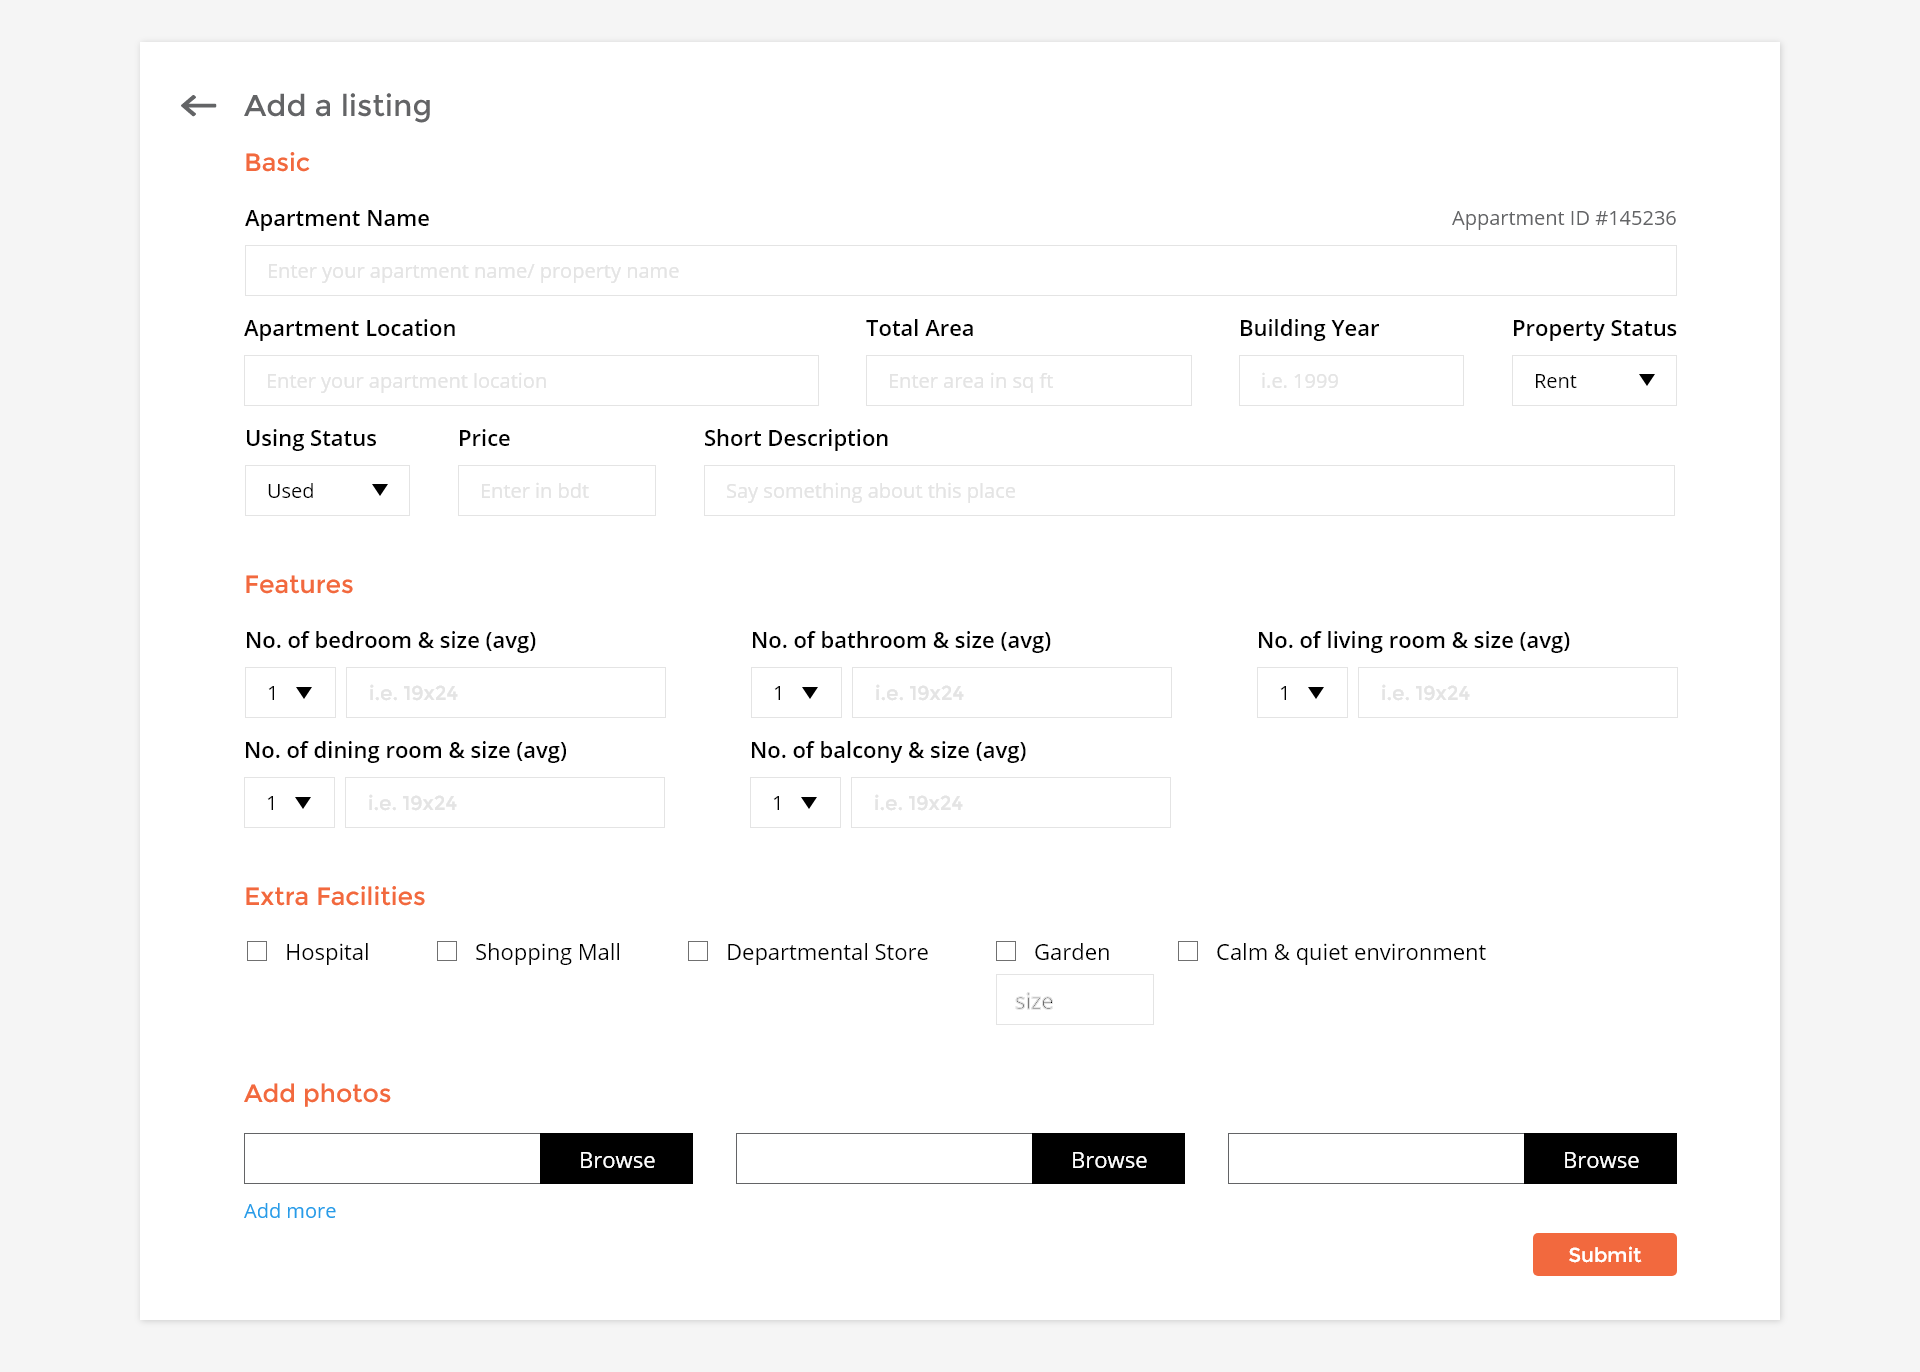 Add a listing
Basic
Apartment Name
Appartment ID #145236
Enter your apartment name/ property name
Apartment Location
Total Area
Building Year
Property Status
Enter your apartment location
Enter area in sq ft
i.e. 1999
Rent
Using Status
Price
Short Description
Used
Enter in bdt
Say something about this place
Features
No. of bedroom & size (avg)
No. of bathroom & size (avg)
No. of living room & size (avg)
1
i.e. 19x24
1
i.e. 19x24
1
i.e. 19x24
No. of dining room & size (avg)
No. of balcony & size (avg)
1
i.e. 19x24
1
i.e. 19x24
Extra Facilities
Hospital
Shopping Mall
Departmental Store
Garden
Calm & quiet environment
size
Add photos
Browse
Browse
Browse
Add more
Submit